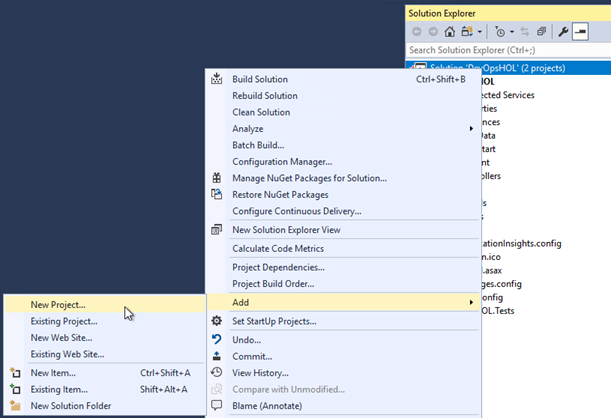 Solution Explorer
Search Solution Explorer (Ctrl+;)
Solution 'DevOpsHOL' (2 projects)
Build Solution Ctrl+Shift+B
HOL
Rebuild Solution
ected Services
Clean Solution
erties
Analyze
ences
Batch Build...
Data
Configuration Manager...
tart
Manage NuGet Packages for Solution...
nt
Restore NuGet Packages
ollers
Configure Continuous Delivery...
s
New Solution Explorer View
s
Calculate Code Metrics
ationInsights.config
Project Dependencies...
n.ico
.asax
Project Build Order...
ges.config
New Project...
Add
onfig
Existing Project...
Set StartUp Projects...
OL.Tests
New Web Site...
Undo...
Existing Web Site...
Commit...
New Item... Ctrl+Shift+A
View History...
Existing Item... Shift+Alt+A
Compare with Unmodified...
New Solution Folder
Blame (Annotate)